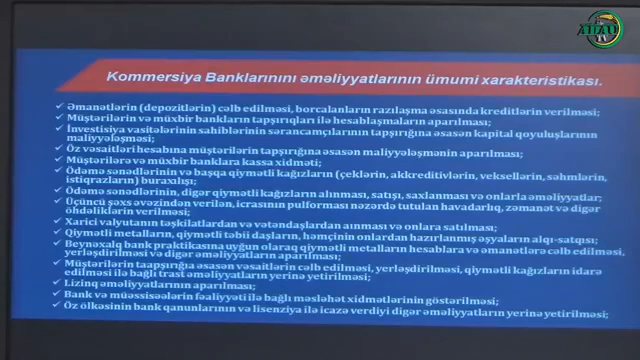 ADAU
TV
Kommersiya Banklarınını əməliyyatlarının ümumi xarakteristikası.
✓ Əmanətlərin (depozitlərin) cəlb edilməsi, borcalanların razılaşma əsasında kreditlərin verilməsi;
✓ Müştərilərin və müxbir bankların tapşırıqları ilə hesablaşmaların aparılması;
✓ İnvestisiya vasitələrinin sahiblərinin sərəncamçılarının tapşırığına əsasən kapital qoyuluşlarının
maliyyələşməsi;
✓ Öz vəsaitləri hesabına müştərilərin tapşırığına əsasən maliyyələşmənin aparılması;
✓ Müştərilərə və müxbir banklara kassa xidməti;
✓ Ödəmə sənədlərinin və başqa qiymətli kağızların (çeklərin, akkreditivlərin, veksellərin, səhmlərin,
istiqrazların) buraxılışı;
✓ Ödəmə sənədlərinin, digər qiymətli kağızların alınması, satışı, saxlanması və onlarla əməliyyatlar;
✓ Üçüncü şəxs əvəzindən verilən, icrasının pulforması nəzərdə tutulan havadarlıq, zəmanət və digər
öhdəliklərin verilməsi;
✓ Xarici valyutanın təşkilatlardan və vətəndaşlardan aınması və onlara satılması;
✓ Qiymətli metalların, qiymətli təbii daşların, həmçinin onlardan hazırlanmış əşyaların alqı-satqısı;
✓ Beynəxalq bank praktikasına uyğun olaraq qiymətli metalların hesablara və əmanətlərə cəlb edilməsi,
yerləşdirilməsi və digər əməliyyatların aparılması;
✓ Müştərilərin taapşırığa əsasən vəsaitlərin cəlb edilməsi, yerləşdirilməsi, qiymətli kağızların idarə
edilməsi ilə bağlı trast əməliyyatların yerinə yetirilməsi;
✓ Lizinq əməliyyatlarının aparılması;
✓ Bank və müəssisəlrin fəaliyyəti ilə bağlı məsləhət xidmətlərinin göstərilməsi;
✓ Öz ölkəsinin bank qanunlarının və lisenziya ilə icazə verdiyi digər əməliyyatların yerinə yetirilməsi;